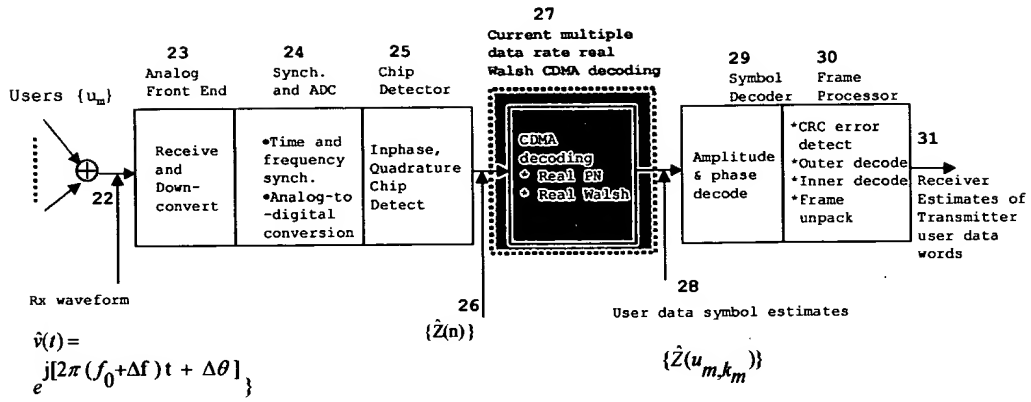 27
Current multiple
data rate real
Walsh CDMA decoding
23
Analog
Front End
24
Synch.
and ADC
25
Chip
Detector
29
Symbol
Decoder
30
Frame
Processor
Users {u_m}
22
Receive
and
Down-
convert
•Time and
frequency
synch.
•Analog-to
-digital
conversion
Inphase,
Quadrature
Chip
Detect
CDMA
decoding
* Real PN
* Real Walsh
Amplitude
& phase
decode
*CRC error
detect
*Outer decode
*Inner decode
*Frame
unpack
31
Receiver
Estimates of
Transmitter
user data
words
Rx waveform
v̂(t) =
e^{j[2π(f_0+Δf)t + Δθ]}}
26
{Ẑ(n)}
28
User data symbol estimates
{Ẑ(u_{m,k_m})}